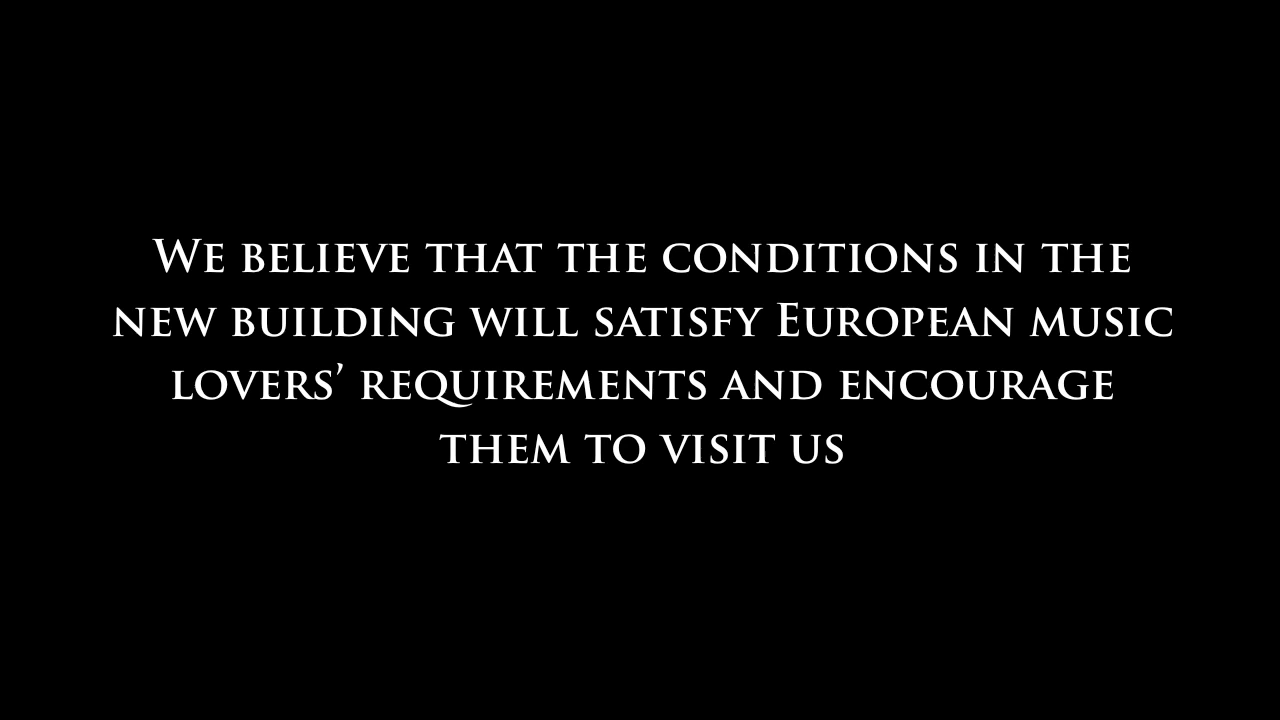 We believe that the conditions in the
new building will satisfy European music
lovers’ requirements and encourage
them to visit us